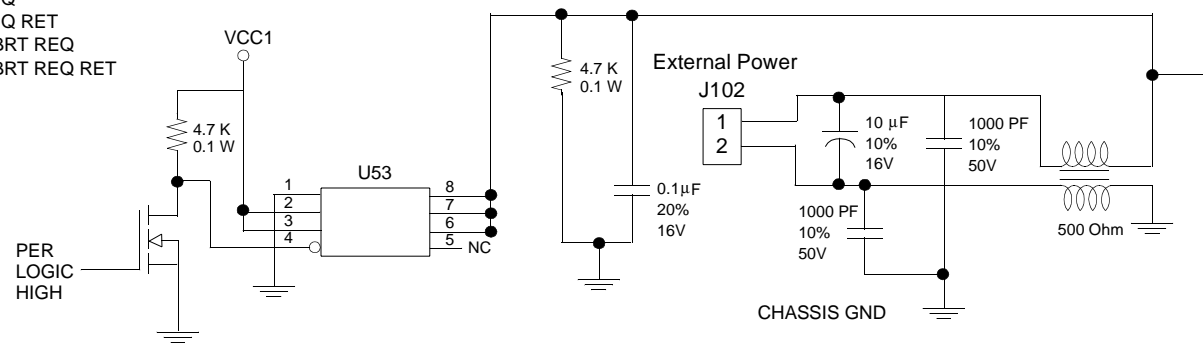 Q
Q RET
BRT REQ
BRT REQ RET
VCC1
4.7 K
0.1 W
U53
1
2
3
4
8
7
6
5
NC
PER
LOGIC
HIGH
4.7 K
0.1 W
0.1µF
20%
16V
External Power
J102
1
2
10 µF
10%
16V
1000 PF
10%
50V
1000 PF
10%
50V
500 Ohm
CHASSIS GND